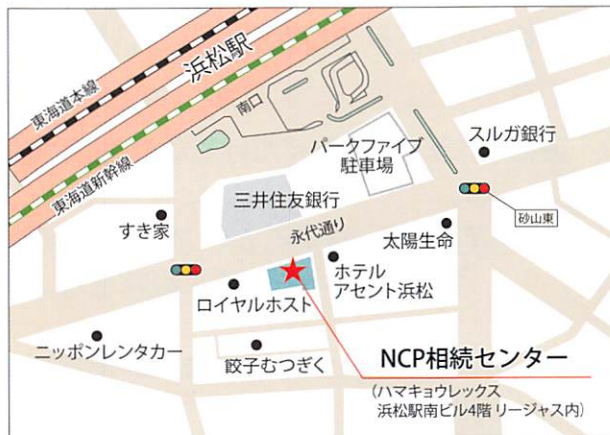 浜松駅
東海道本線
南口
東海道新幹線
パークファイブ
駐車場
スルガ銀行
三井住友銀行
砂山東
すき家
永代通り
太陽生命
ホテル
アセント浜松
ロイヤルホスト
ニッポンレンタカー
餃子むつぎく
NCP相続センター
(ハマキョウレックス
浜松駅南ビル4階 リージャス内)